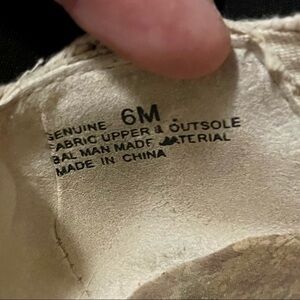 6M
GENUINE
FABRIC UPPER & OUTSOLE
BAL MAN MADE MATERIAL
MADE IN CHINA